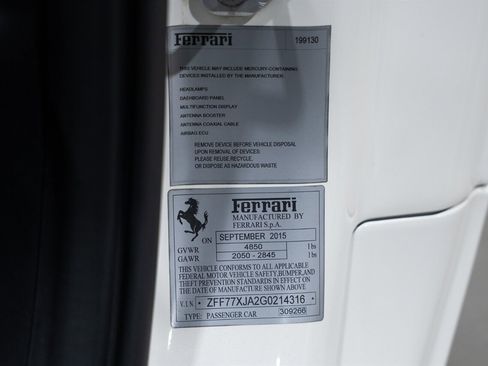 Ferrari 199130
THIS VEHICLE MAY INCLUDE MERCURY-CONTAINING
DEVICES INSTALLED BY THE MANUFACTURER:
HEADLAMPS
DASHBOARD PANEL
MULTIFUNCTION DISPLAY
ANTENNA BOOSTER
ANTENNA COAXIAL CABLE
AIRBAG ECU
REMOVE DEVICE BEFORE VEHICLE DISPOSAL
UPON REMOVAL OF DEVICES:
PLEASE REUSE,RECYCLE,
OR DISPOSE AS HAZARDOUS WASTE
Ferrari
MANUFACTURED BY
FERRARI S.p.A.
ON SEPTEMBER 2015
GVWR 4850 lbs
GAWR 2050 - 2845 lbs
THIS VEHICLE CONFORMS TO ALL APPLICABLE
FEDERAL MOTOR VEHICLE SAFETY,BUMPER,AND
THEFT PREVENTION STANDARDS IN EFFECT ON
THE DATE OF MANUFACTURE SHOWN ABOVE.
V.I.N. ZFF77XJA2G0214316
TYPE: PASSENGER CAR 309266